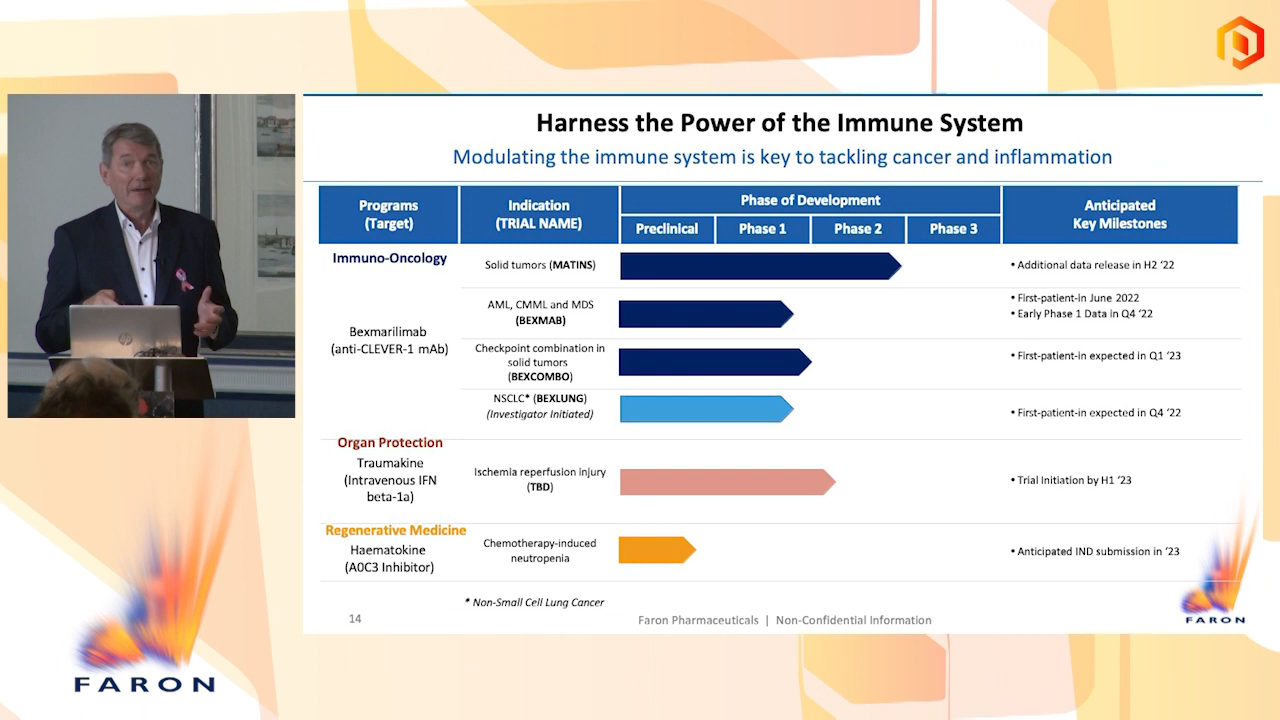 Harness the Power of the Immune System
Modulating the immune system is key to tackling cancer and inflammation
Programs
(Target)
Indication
(TRIAL NAME)
Phase of Development
Preclinical
Phase 1
Phase 2
Phase 3
Anticipated
Key Milestones
Immuno-Oncology
Bexmarilimab
(anti-CLEVER-1 mAb)
Solid tumors (MATINS)
• Additional data release in H2 ‘22
AML, CMML and MDS
(BEXMAB)
• First-patient-in June 2022
• Early Phase 1 Data in Q4 ‘22
Checkpoint combination in
solid tumors
(BEXCOMBO)
• First-patient-in expected in Q1 ‘23
NSCLC* (BEXLUNG)
(Investigator Initiated)
• First-patient-in expected in Q4 ‘22
Organ Protection
Traumakine
(Intravenous IFN
beta-1a)
Ischemia reperfusion injury
(TBD)
• Trial Initiation by H1 ‘23
Regenerative Medicine
Haematokine
(A0C3 Inhibitor)
Chemotherapy-induced
neutropenia
• Anticipated IND submission in ‘23
* Non-Small Cell Lung Cancer
14
Faron Pharmaceuticals | Non-Confidential Information
FARON
FARON
hp